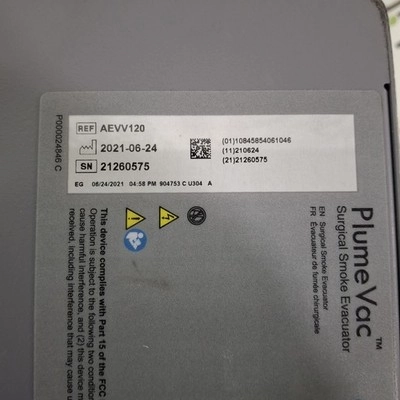 REF AEVV120
2021-06-24
SN 21260575
(01)10845854061046
(11)210624
(21)21260575
EG 06/24/2021 04:58 PM 904753 C U304 A
P000024846 C
PlumeVac™
Surgical Smoke Evacuator
EN: Surgical Smoke Evacuator
FR: Évacuateur de fumée chirurgicale
This device complies with Part 15 of the FCC
Operation is subject to the following two condition
cause harmful interference, and (2) this device m
received, including interference that may cause u